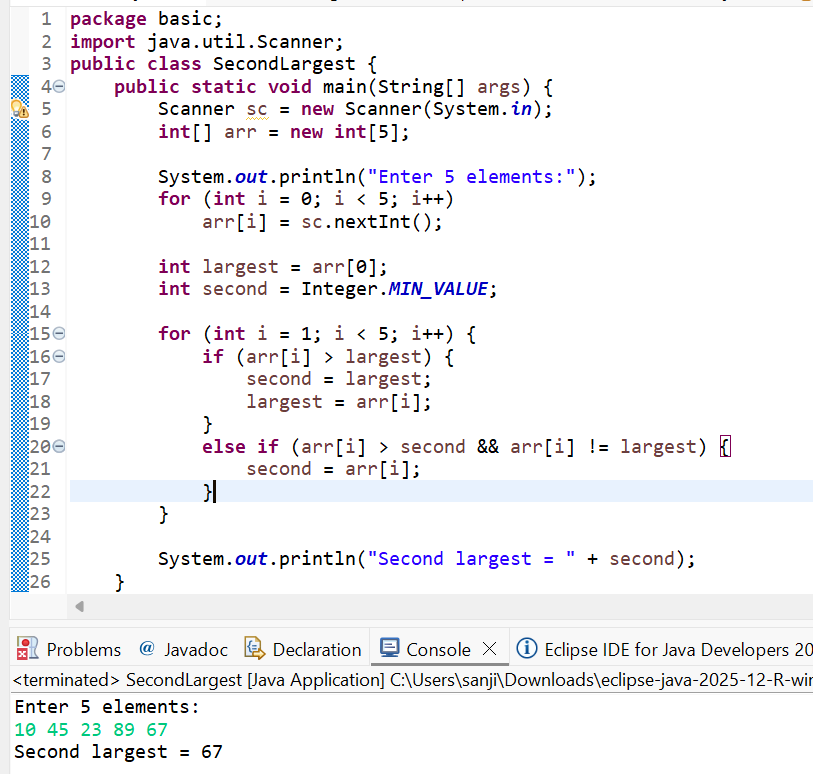 1 package basic;
2 import java.util.Scanner;
3 public class SecondLargest {
4     public static void main(String[] args) {
5         Scanner sc = new Scanner(System.in);
6         int[] arr = new int[5];
7
8         System.out.println("Enter 5 elements:");
9         for (int i = 0; i < 5; i++)
10             arr[i] = sc.nextInt();
11
12         int largest = arr[0];
13         int second = Integer.MIN_VALUE;
14
15         for (int i = 1; i < 5; i++) {
16             if (arr[i] > largest) {
17                 second = largest;
18                 largest = arr[i];
19             }
20             else if (arr[i] > second && arr[i] != largest) {
21                 second = arr[i];
22             }
23         }
24
25         System.out.println("Second largest = " + second);
26     }
Problems @ Javadoc Declaration Console Eclipse IDE for Java Developers 20
<terminated> SecondLargest [Java Application] C:\Users\sanji\Downloads\eclipse-java-2025-12-R-wir
Enter 5 elements:
10 45 23 89 67
Second largest = 67